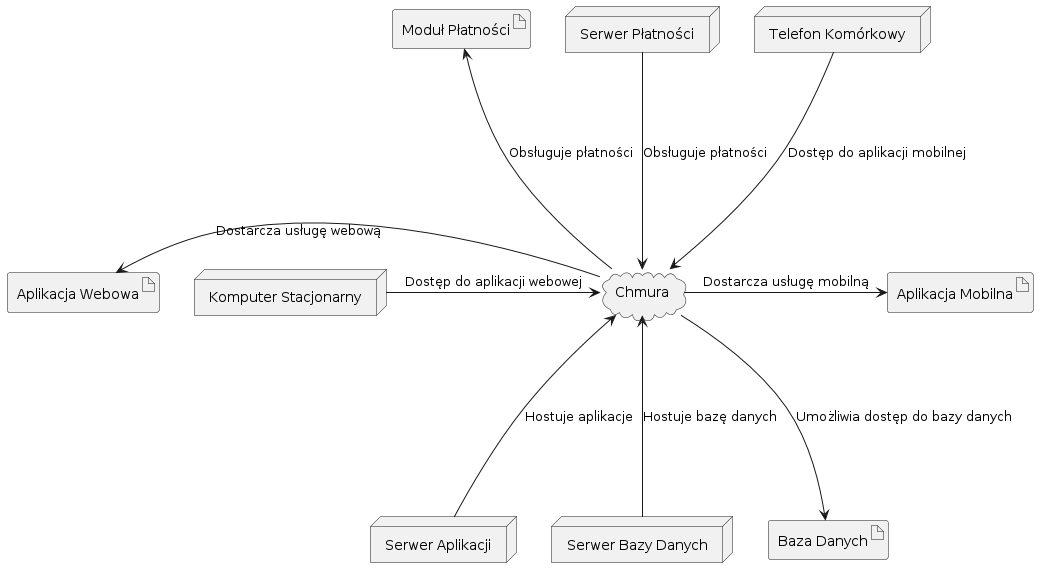 Moduł Płatności
Serwer Płatności
Telefon Komórkowy
Obsługuje płatności
Obsługuje płatności
Dostęp do aplikacji mobilnej
Dostarcza usługę webową
Aplikacja Webowa
Komputer Stacjonarny
Dostęp do aplikacji webowej
Chmura
Dostarcza usługę mobilną
Aplikacja Mobilna
Hostuje aplikacje
Hostuje bazę danych
Umożliwia dostęp do bazy danych
Serwer Aplikacji
Serwer Bazy Danych
Baza Danych